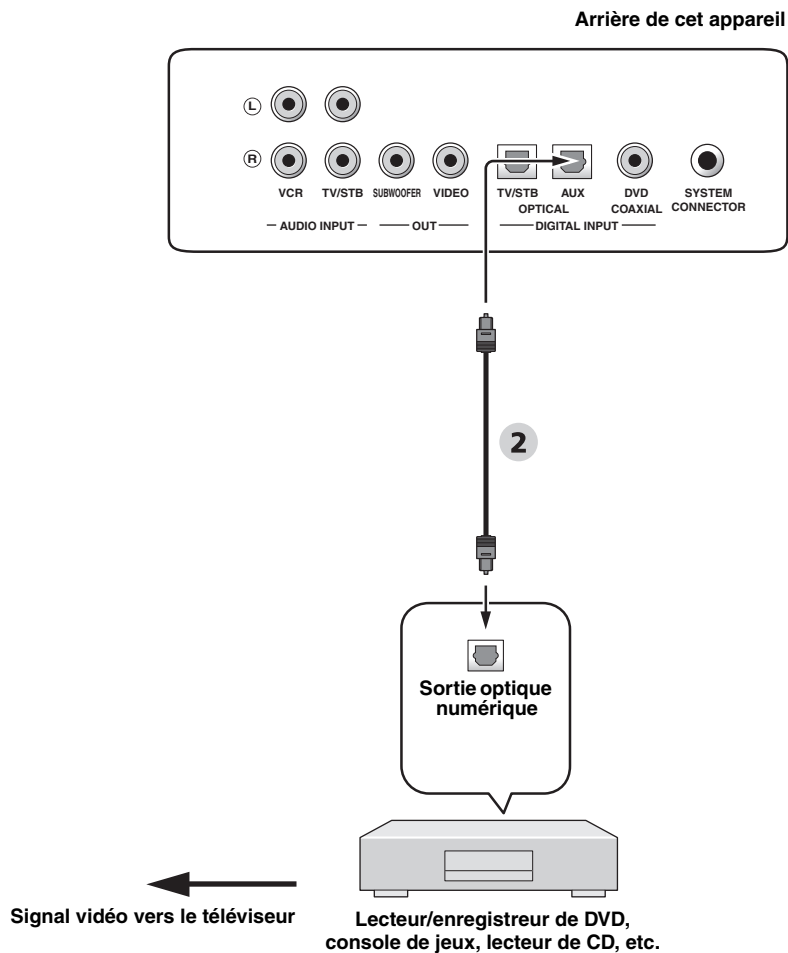 Arrière de cet appareil
L
R
VCR TV/STB SUBWOOFER VIDEO TV/STB AUX DVD SYSTEM
OPTICAL COAXIAL CONNECTOR
AUDIO INPUT OUT DIGITAL INPUT
2
Sortie optique
numérique
Signal vidéo vers le téléviseur
Lecteur/enregistreur de DVD,
console de jeux, lecteur de CD, etc.